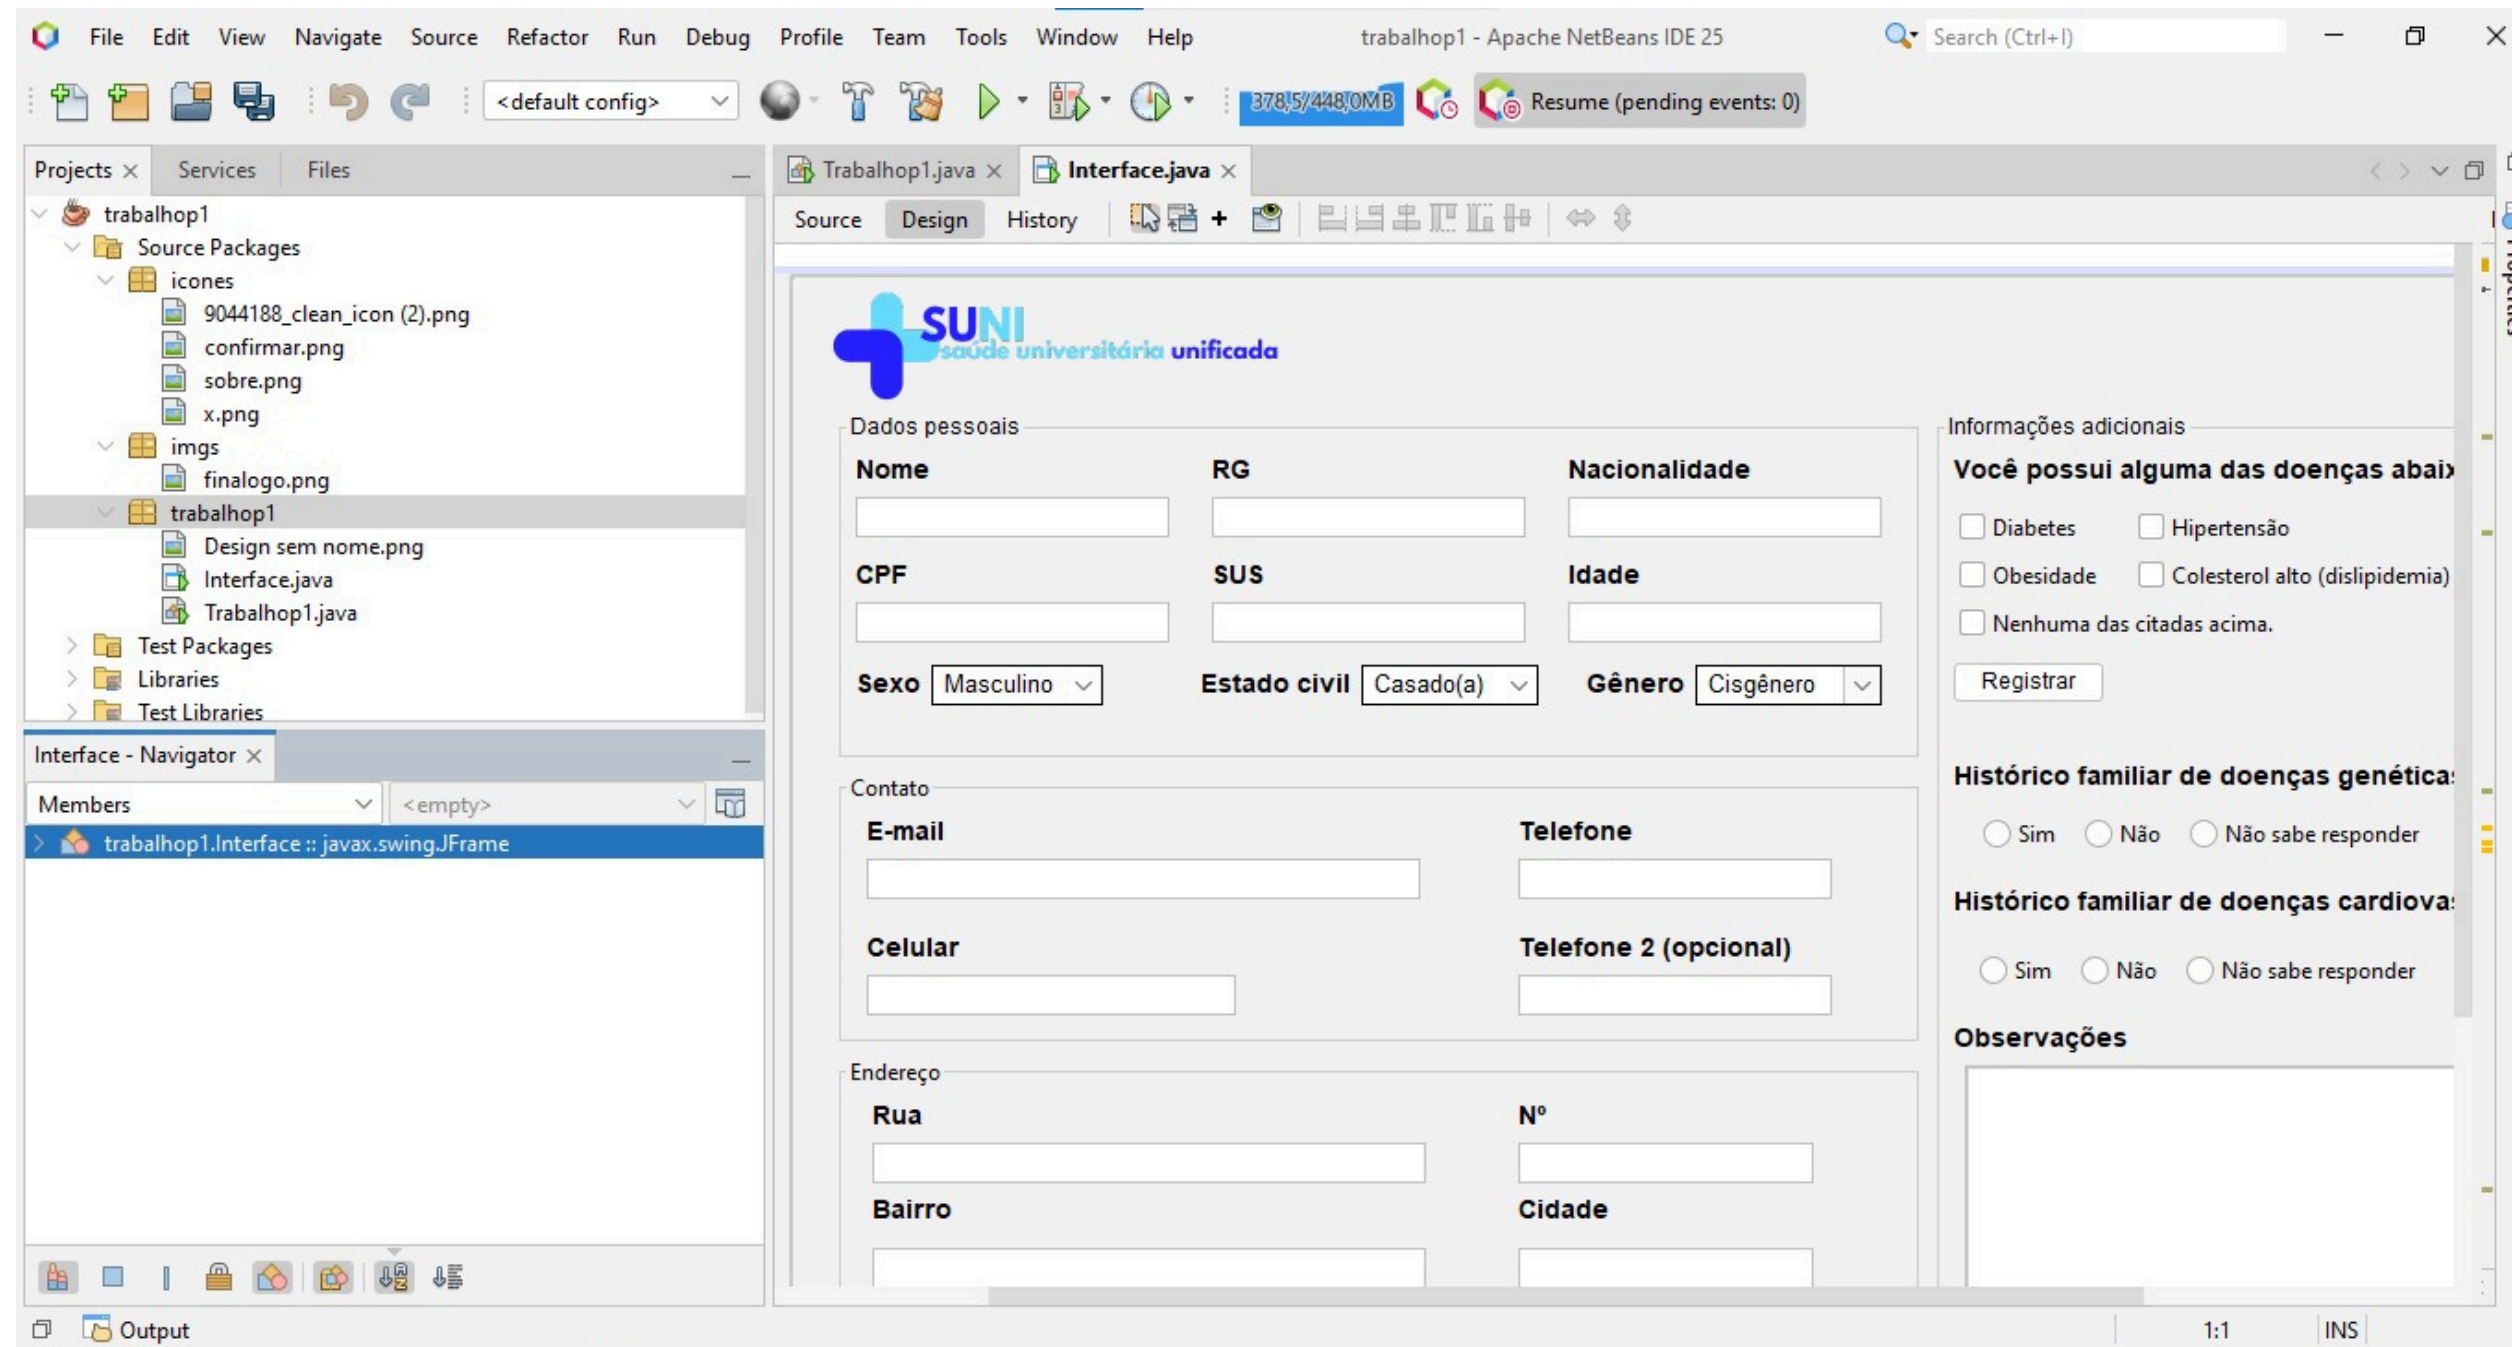 File Edit View Navigate Source Refactor Run Debug Profile Team Tools Window Help trabalhop1 - Apache NetBeans IDE 25 Search (Ctrl+I)
<default config> 378,5/448,0MB Resume (pending events: 0)
Projects Services Files
trabalhop1
Source Packages
icones
9044188_clean_icon (2).png
confirmar.png
sobre.png
x.png
imgs
finalogo.png
trabalhop1
Design sem nome.png
Interface.java
Trabalhop1.java
Test Packages
Libraries
Test Libraries
Interface - Navigator
Members <empty>
trabalhop1.Interface :: javax.swing.JFrame
Trabalhop1.java Interface.java
Source Design History
SUNI
saúde universitária unificada
Dados pessoais
Nome RG Nacionalidade
CPF SUS Idade
Sexo Masculino Estado civil Casado(a) Gênero Cisgênero
Contato
E-mail Telefone
Celular Telefone 2 (opcional)
Endereço
Rua Nº
Bairro Cidade
Informações adicionais
Você possui alguma das doenças abaix
Diabetes Hipertensão
Obesidade Colesterol alto (dislipidemia)
Nenhuma das citadas acima.
Registrar
Histórico familiar de doenças genética
Sim Não Não sabe responder
Histórico familiar de doenças cardiova
Sim Não Não sabe responder
Observações
Properties
Output 1:1 INS